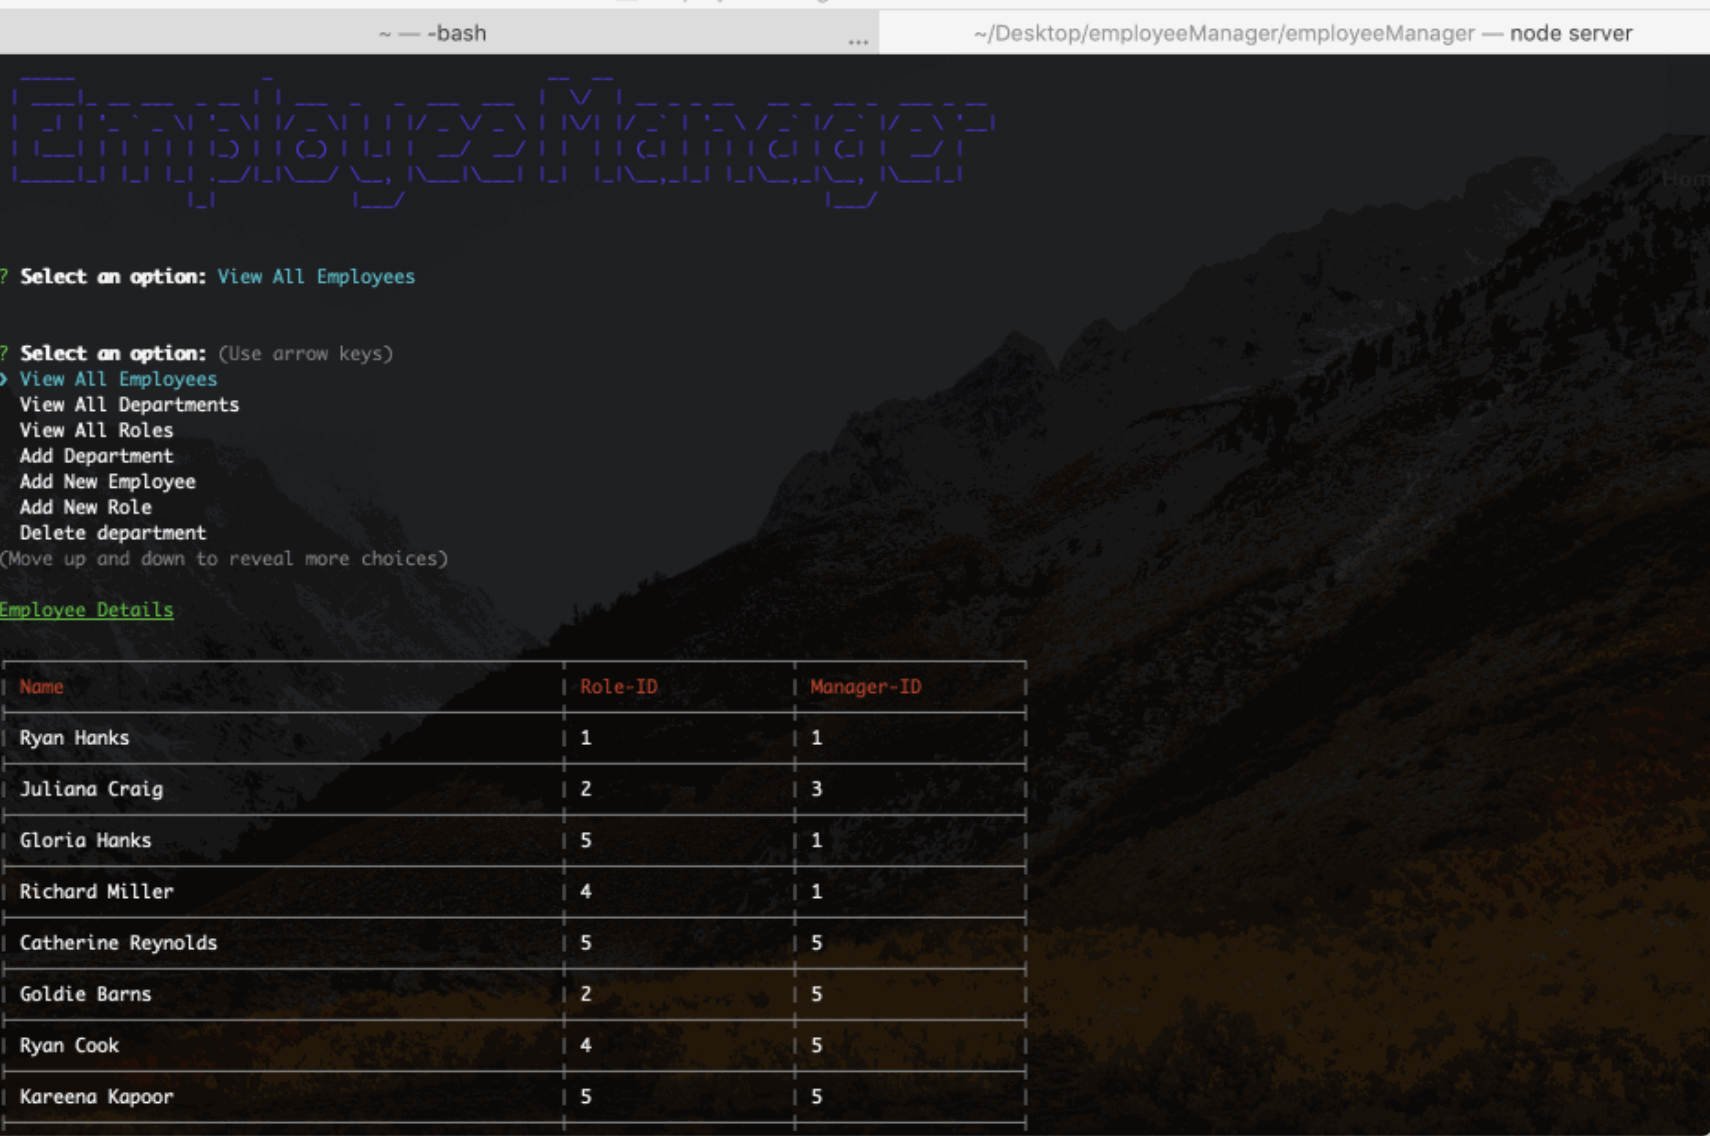 ~ — -bash
...
~/Desktop/employeeManager/employeeManager — node server
EmployeeManager
? Select an option: View All Employees
? Select an option: (Use arrow keys)
❯ View All Employees
View All Departments
View All Roles
Add Department
Add New Employee
Add New Role
Delete department
(Move up and down to reveal more choices)
Employee Details
Name Role-ID Manager-ID
Ryan Hanks 1 1
Juliana Craig 2 3
Gloria Hanks 5 1
Richard Miller 4 1
Catherine Reynolds 5 5
Goldie Barns 2 5
Ryan Cook 4 5
Kareena Kapoor 5 5